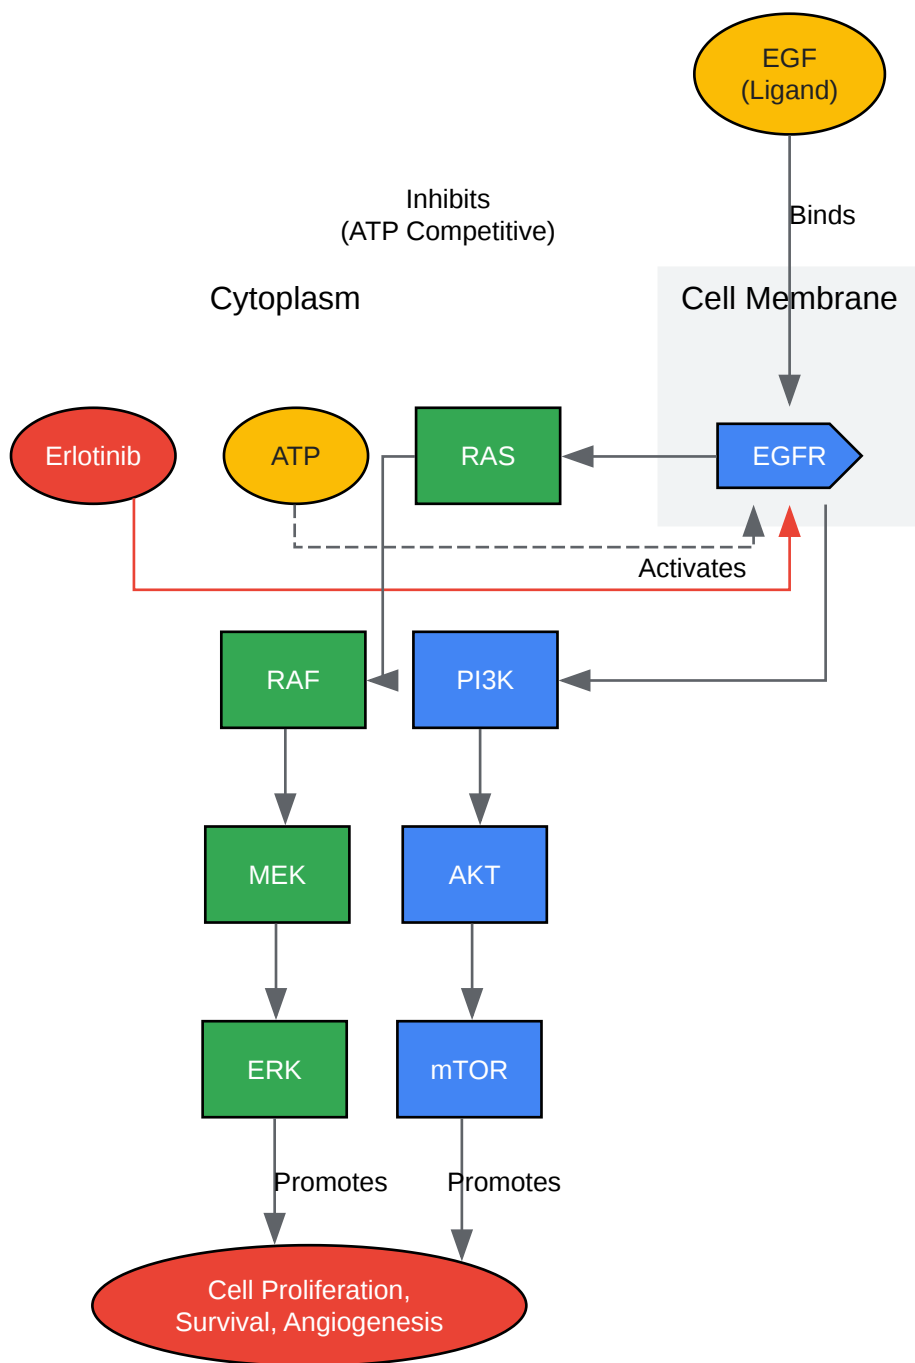 EGF
(Ligand)
Inhibits
(ATP Competitive)
Binds
Cytoplasm
Cell Membrane
Erlotinib
ATP
RAS
EGFR
Activates
RAF
PI3K
MEK
AKT
ERK
mTOR
Promotes
Promotes
Cell Proliferation,
Survival, Angiogenesis